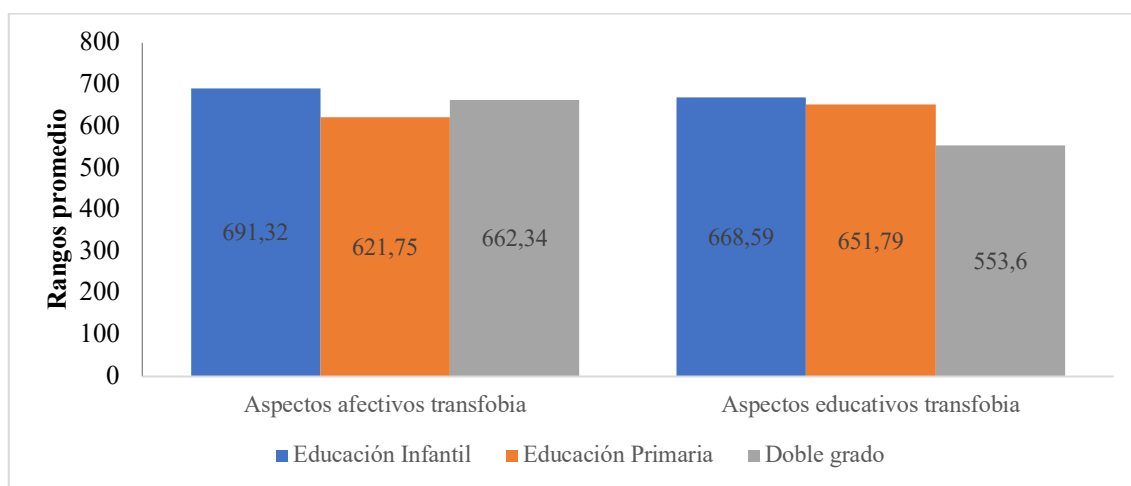 800
700
600
500
400
300
200
100
0
Rangos promedio
691,32
621,75
662,34
668,59
651,79
553,6
Aspectos afectivos transfobia
Aspectos educativos transfobia
Educación Infantil
Educación Primaria
Doble grado